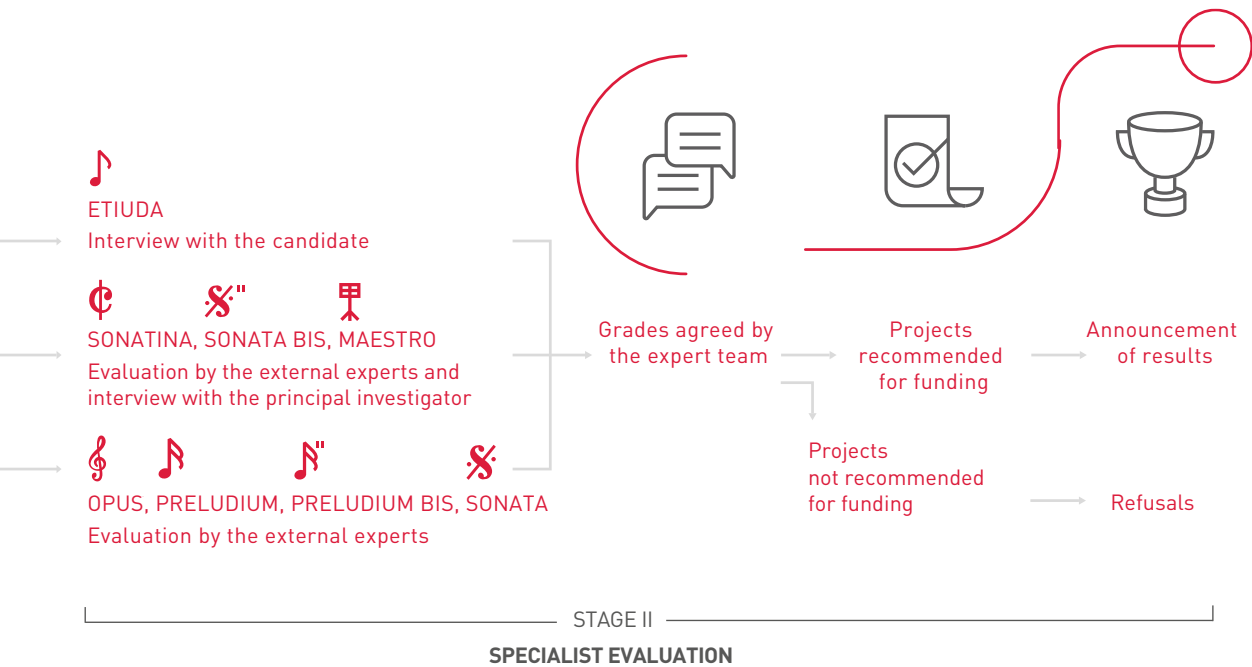 ETIUDA
Interview with the candidate
SONATINA, SONATA BIS, MAESTRO
Evaluation by the external experts and
interview with the principal investigator
OPUS, PRELUDIUM, PRELUDIUM BIS, SONATA
Evaluation by the external experts
Grades agreed by
the expert team
Projects
recommended
for funding
Announcement
of results
Projects
not recommended
for funding
Refusals
STAGE II
SPECIALIST EVALUATION